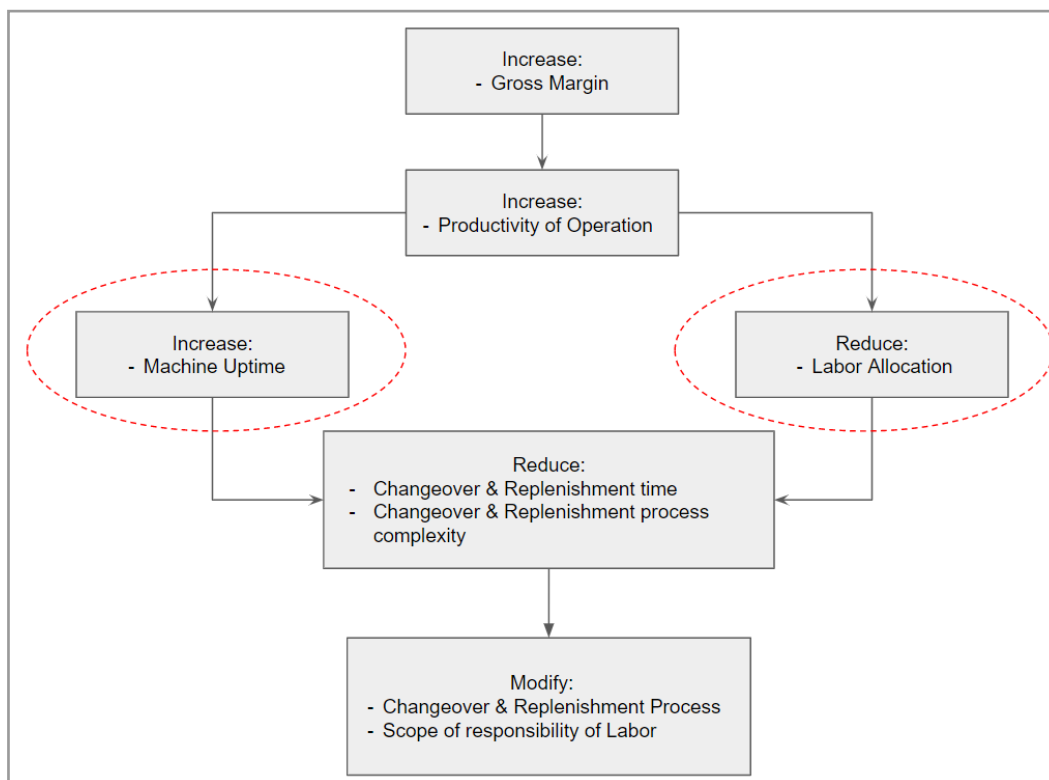 Increase:
- Gross Margin
Increase:
- Productivity of Operation
Increase:
- Machine Uptime
Reduce:
- Labor Allocation
Reduce:
- Changeover & Replenishment time
- Changeover & Replenishment process
complexity
Modify:
- Changeover & Replenishment Process
- Scope of responsibility of Labor